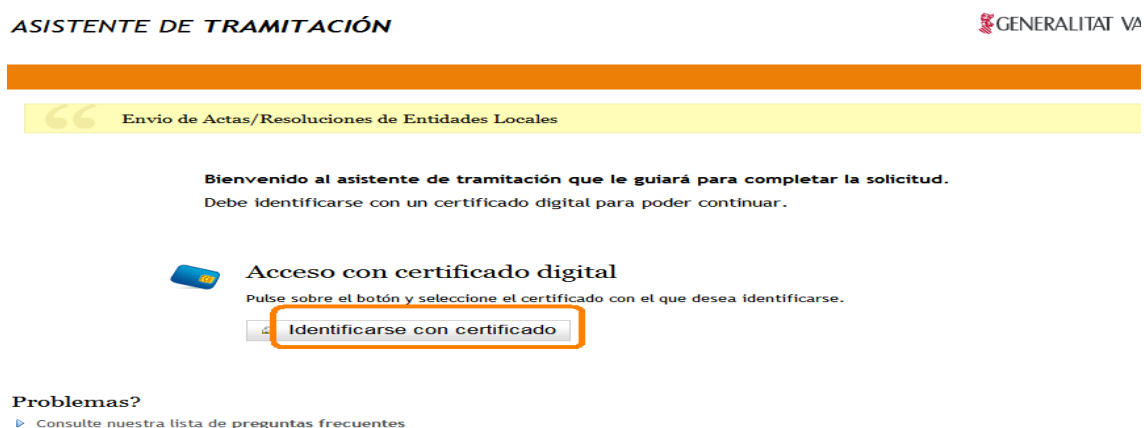 ASISTENTE DE TRAMITACIÓN
GENERALITAT VA
Envio de Actas/Resoluciones de Entidades Locales
Bienvenido al asistente de tramitación que le guiará para completar la solicitud.
Debe identificarse con un certificado digital para poder continuar.
Acceso con certificado digital
Pulse sobre el botón y seleccione el certificado con el que desea identificarse.
Identificarse con certificado
Problemas?
Consulte nuestra lista de preguntas frecuentes